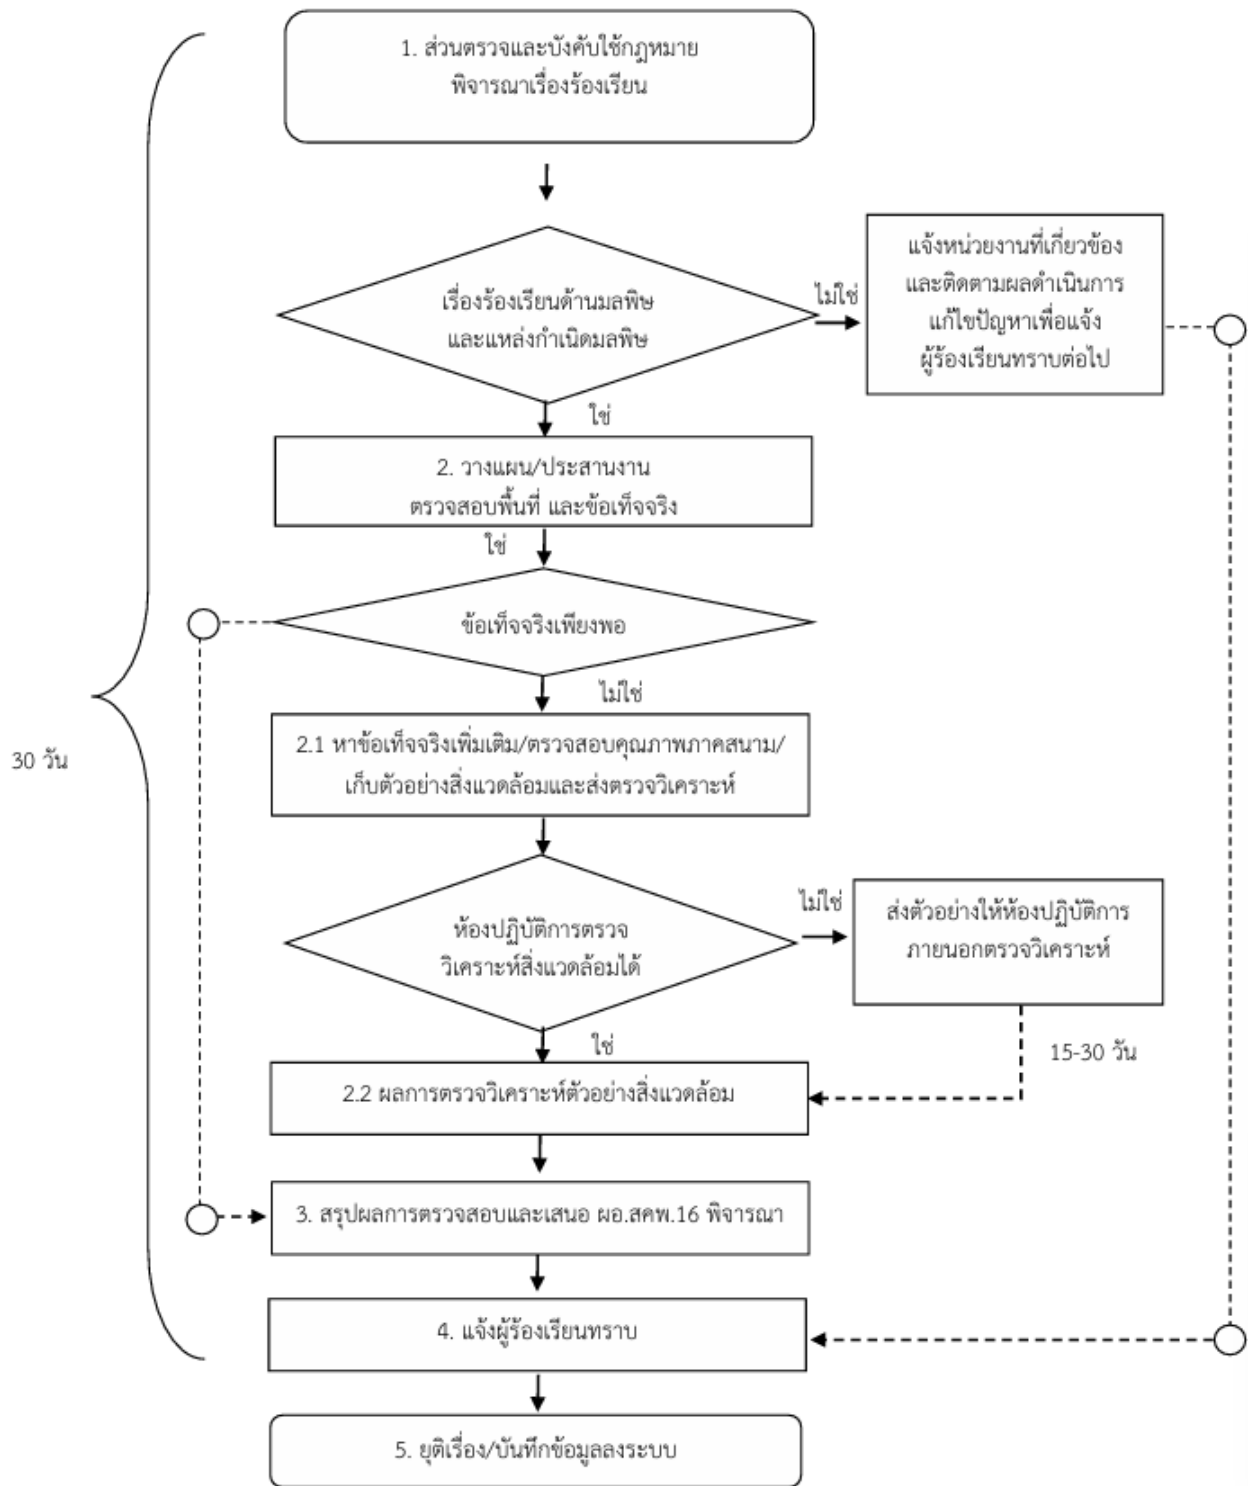 1. ส่วนตรวจและบังคับใช้กฎหมาย
พิจารณาเรื่องร้องเรียน
เรื่องร้องเรียนด้านมลพิษ
และแหล่งกำเนิดมลพิษ
ไม่ใช่
แจ้งหน่วยงานที่เกี่ยวข้อง
และติดตามผลดำเนินการ
แก้ไขปัญหาเพื่อแจ้ง
ผู้ร้องเรียนทราบต่อไป
ใช่
2. วางแผน/ประสานงาน
ตรวจสอบพื้นที่ และข้อเท็จจริง
ใช่
ข้อเท็จจริงเพียงพอ
ไม่ใช่
2.1 หาข้อเท็จจริงเพิ่มเติม/ตรวจสอบคุณภาพภาคสนาม/
เก็บตัวอย่างสิ่งแวดล้อมและส่งตรวจวิเคราะห์
30 วัน
ห้องปฏิบัติการตรวจ
วิเคราะห์สิ่งแวดล้อมได้
ไม่ใช่
ส่งตัวอย่างให้ห้องปฏิบัติการ
ภายนอกตรวจวิเคราะห์
ใช่
15-30 วัน
2.2 ผลการตรวจวิเคราะห์ตัวอย่างสิ่งแวดล้อม
3. สรุปผลการตรวจสอบและเสนอ ผอ.สคพ.16 พิจารณา
4. แจ้งผู้ร้องเรียนทราบ
5. ยุติเรื่อง/บันทึกข้อมูลลงระบบ